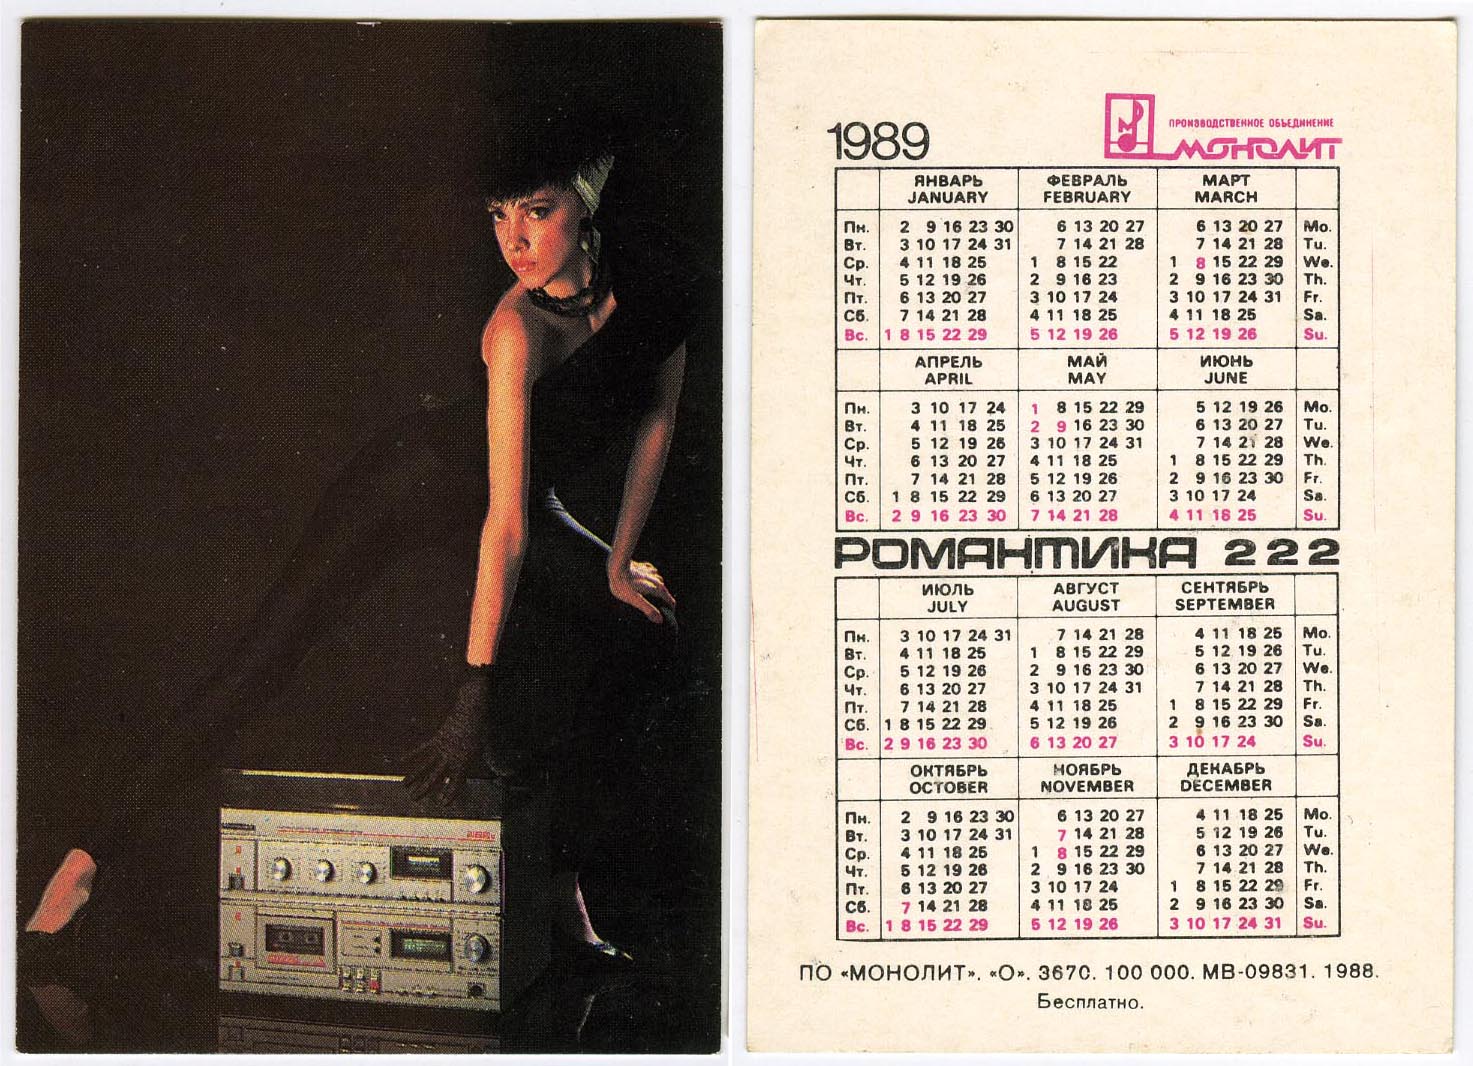 1989
ПРОИЗВОДСТВЕННОЕ ОБЪЕДИНЕНИЕ
МОНОЛИТ
ЯНВАРЬ ФЕВРАЛЬ МАРТ
JANUARY FEBRUARY MARCH
Пн. 2 9 16 23 30 6 13 20 27 6 13 20 27 Mo.
Вт. 3 10 17 24 31 7 14 21 28 7 14 21 28 Tu.
Ср. 4 11 18 25 1 8 15 22 1 8 15 22 29 We.
Чт. 5 12 19 26 2 9 16 23 2 9 16 23 30 Th.
Пт. 6 13 20 27 3 10 17 24 3 10 17 24 31 Fr.
Сб. 7 14 21 28 4 11 18 25 4 11 18 25 Sa.
Вс. 1 8 15 22 29 5 12 19 26 5 12 19 26 Su.
АПРЕЛЬ МАЙ ИЮНЬ
APRIL MAY JUNE
Пн. 3 10 17 24 1 8 15 22 29 5 12 19 26 Mo.
Вт. 4 11 18 25 2 9 16 23 30 6 13 20 27 Tu.
Ср. 5 12 19 26 3 10 17 24 31 7 14 21 28 We.
Чт. 6 13 20 27 4 11 18 25 1 8 15 22 29 Th.
Пт. 7 14 21 28 5 12 19 26 2 9 16 23 30 Fr.
Сб. 1 8 15 22 29 6 13 20 27 3 10 17 24 Sa.
Вс. 2 9 16 23 30 7 14 21 28 4 11 18 25 Su.
РОМАНТИКА 222
ИЮЛЬ АВГУСТ СЕНТЯБРЬ
JULY AUGUST SEPTEMBER
Пн. 3 10 17 24 31 7 14 21 28 4 11 18 25 Mo.
Вт. 4 11 18 25 1 8 15 22 29 5 12 19 26 Tu.
Ср. 5 12 19 26 2 9 16 23 30 6 13 20 27 We.
Чт. 6 13 20 27 3 10 17 24 31 7 14 21 28 Th.
Пт. 7 14 21 28 4 11 18 25 1 8 15 22 29 Fr.
Сб. 1 8 15 22 29 5 12 19 26 2 9 16 23 30 Sa.
Вс. 2 9 16 23 30 6 13 20 27 3 10 17 24 Su.
ОКТЯБРЬ НОЯБРЬ ДЕКАБРЬ
OCTOBER NOVEMBER DECEMBER
Пн. 2 9 16 23 30 6 13 20 27 4 11 18 25 Mo.
Вт. 3 10 17 24 31 7 14 21 28 5 12 19 26 Tu.
Ср. 4 11 18 25 1 8 15 22 29 6 13 20 27 We.
Чт. 5 12 19 26 2 9 16 23 30 7 14 21 28 Th.
Пт. 6 13 20 27 3 10 17 24 1 8 15 22 29 Fr.
Сб. 7 14 21 28 4 11 18 25 2 9 16 23 30 Sa.
Вс. 1 8 15 22 29 5 12 19 26 3 10 17 24 31 Su.
ПО «МОНОЛИТ». «О». 3670. 100 000. МВ-09831. 1988.
Бесплатно.